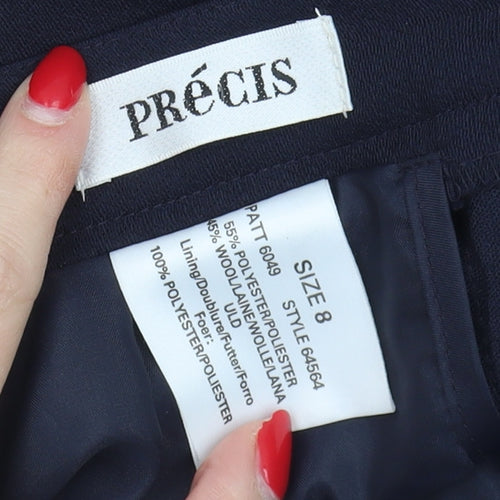 PRéCIS
SIZE 8
PATT 6049 STYLE 64564
55% POLYESTER/POLIESTER
45% WOOL/LAINE/WOLLE/LANA
ULD
Lining/Doublure/Futter/Forro
Foer:
100% POLYESTER/POLIESTER